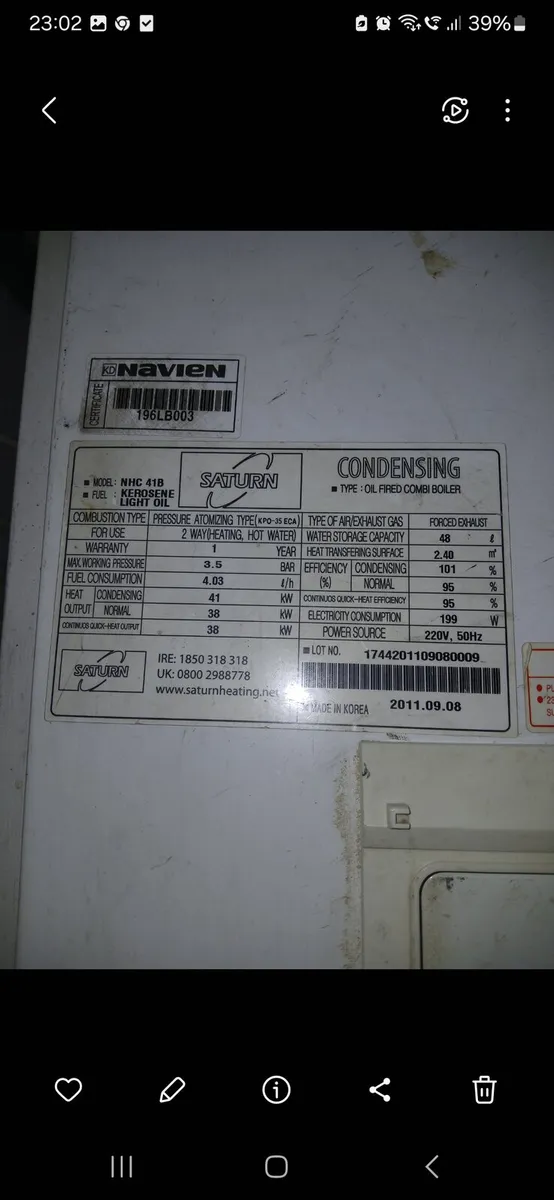 23:02
39%
KD NAVIEN
CERTIFICATE
196LB003
MODEL: NHC 41B
FUEL: KEROSENE
LIGHT OIL
SATURN
CONDENSING
TYPE : OIL FIRED COMBI BOILER
COMBUSTION TYPE PRESSURE ATOMIZING TYPE(KPO-35 ECA) TYPE OF AIR/EXHAUST GAS FORCED EXHAUST
FOR USE 2 WAY(HEATING, HOT WATER) WATER STORAGE CAPACITY 48 ℓ
WARRANTY 1 YEAR HEAT TRANSFERING SURFACE 2.40 ㎡
MAX. WORKING PRESSURE 3.5 BAR EFFICIENCY (%) CONDENSING 101 %
FUEL CONSUMPTION 4.03 ℓ/h NORMAL 95 %
HEAT OUTPUT CONDENSING 41 kW CONTINUOS QUICK-HEAT EFFICIENCY 95 %
NORMAL 38 kW ELECTRICITY CONSUMPTION 199 W
CONTINUOS QUICK-HEAT OUTPUT 38 kW POWER SOURCE 220V, 50Hz
SATURN
IRE: 1850 318 318
UK: 0800 2988778
www.saturnheating.net
LOT NO. 1744201109080009
MADE IN KOREA 2011.09.08